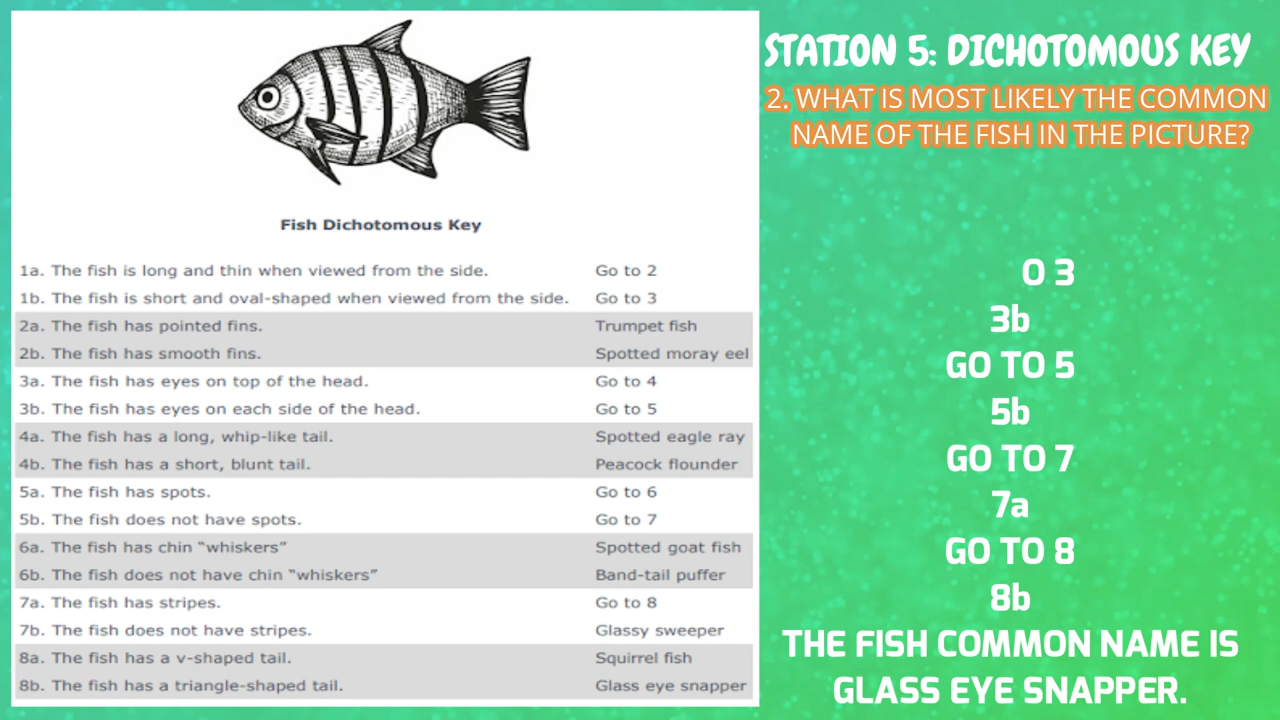 STATION 5: DICHOTOMOUS KEY
2. WHAT IS MOST LIKELY THE COMMON
NAME OF THE FISH IN THE PICTURE?
Fish Dichotomous Key
1a. The fish is long and thin when viewed from the side. Go to 2
1b. The fish is short and oval-shaped when viewed from the side. Go to 3
2a. The fish has pointed fins. Trumpet fish
2b. The fish has smooth fins. Spotted moray eel
3a. The fish has eyes on top of the head. Go to 4
3b. The fish has eyes on each side of the head. Go to 5
4a. The fish has a long, whip-like tail. Spotted eagle ray
4b. The fish has a short, blunt tail. Peacock flounder
5a. The fish has spots. Go to 6
5b. The fish does not have spots. Go to 7
6a. The fish has chin “whiskers” Spotted goat fish
6b. The fish does not have chin “whiskers” Band-tail puffer
7a. The fish has stripes. Go to 8
7b. The fish does not have stripes. Glassy sweeper
8a. The fish has a v-shaped tail. Squirrel fish
8b. The fish has a triangle-shaped tail. Glass eye snapper
O 3
3b
GO TO 5
5b
GO TO 7
7a
GO TO 8
8b
THE FISH COMMON NAME IS
GLASS EYE SNAPPER.